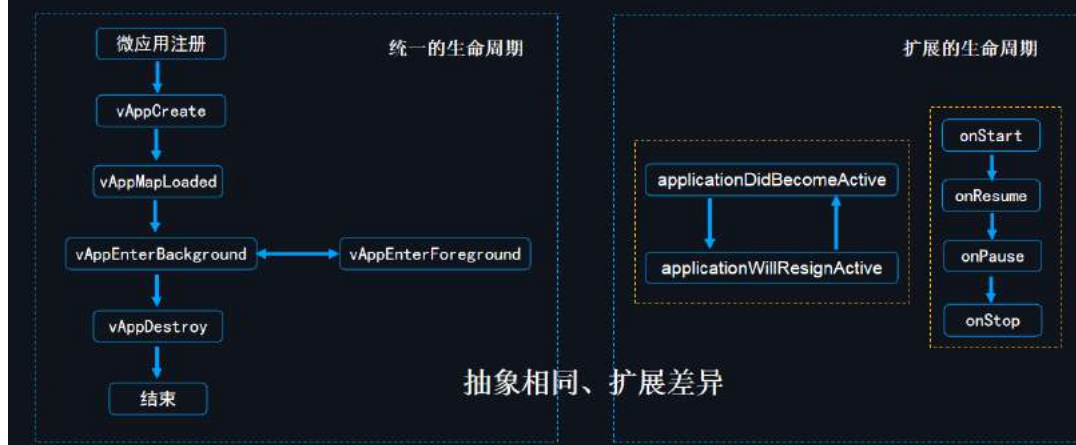 微应用注册
统一的生命周期
vAppCreate
vAppMapLoaded
vAppEnterBackground
vAppEnterForeground
vAppDestroy
结束
扩展的生命周期
applicationDidBecomeActive
applicationWillResignActive
onStart
onResume
onPause
onStop
抽象相同、扩展差异